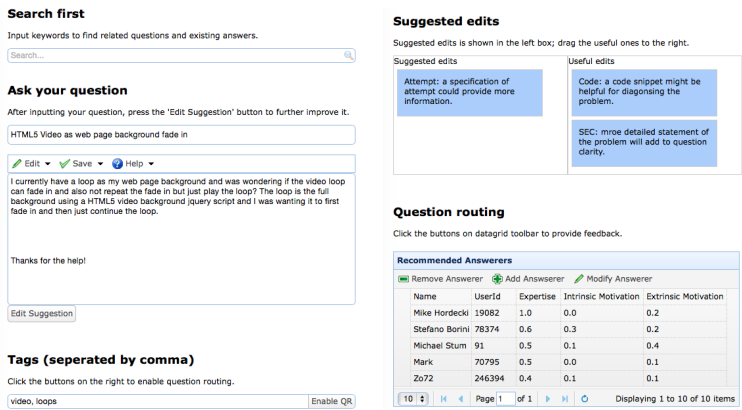 Search first
Input keywords to find related questions and existing answers.
Search...
Ask your question
After inputting your question, press the 'Edit Suggestion' button to further improve it.
HTML5 Video as web page background fade in
Edit Save Help
I currently have a loop as my web page background and was wondering if the video loop
can fade in and also not repeat the fade in but just play the loop? The loop is the full
background using a HTML5 video background jquery script and I was wanting it to first
fade in and then just continue the loop.
Thanks for the help!
Edit Suggestion
Tags (seperated by comma)
Click the buttons on the right to enable question routing.
video, loops Enable QR
Suggested edits
Suggested edits is shown in the left box; drag the useful ones to the right.
Suggested edits Useful edits
Attempt: a specification of
attempt could provide more
information.
Code: a code snippet might be
helpful for diagonsing the
problem.
SEC: mroe detailed statement of
the problem will add to question
clarity.
Question routing
Click the buttons on datagrid toolbar to provide feedback.
Recommended Answerers
Remove Answerer Add Answserer Modify Answerer
Name UserId Expertise Intrinsic Motivation Extrinsic Motivation
Mike Hordecki 19082 1.0 0.0 0.2
Stefano Borini 78374 0.6 0.3 0.2
Michael Stum 91 0.5 0.1 0.4
Mark 70795 0.5 0.0 0.1
Zo72 246394 0.4 0.1 0.1
10 Page 1 of 1 Displaying 1 to 10 of 10 items